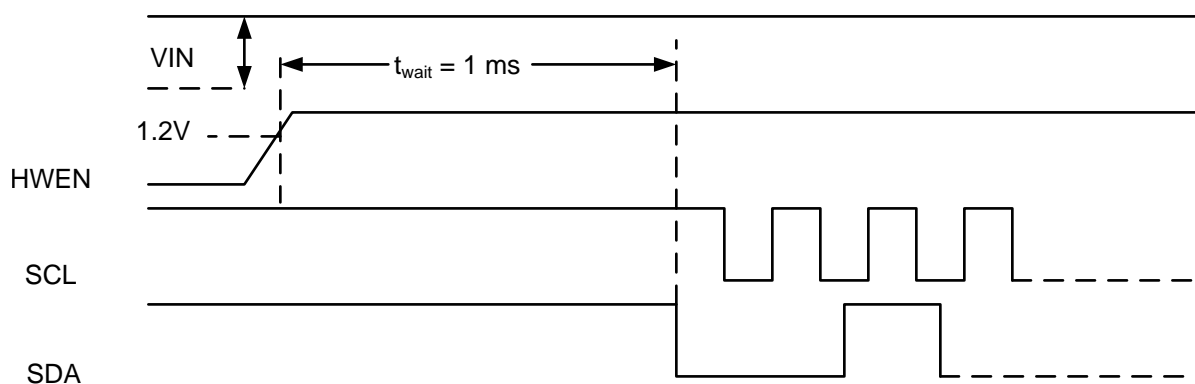 VIN
t_wait = 1 ms
1.2V
HWEN
SCL
SDA